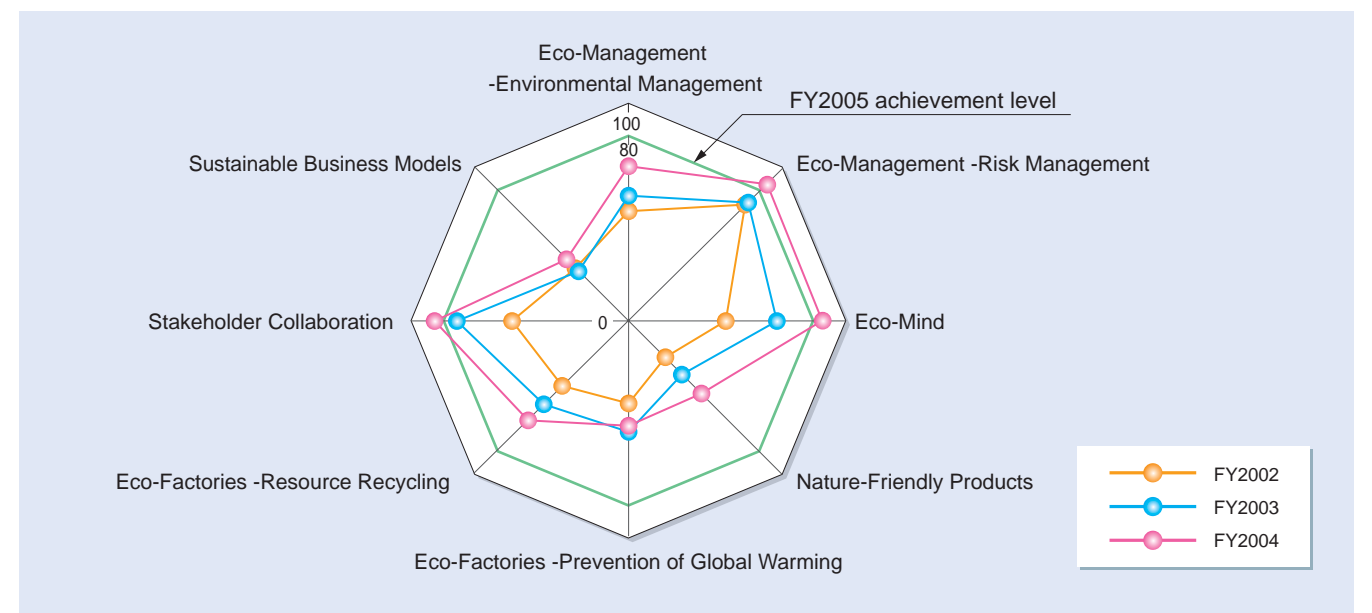 Eco-Management
-Environmental Management
FY2005 achievement level
100
80
Sustainable Business Models
Eco-Management -Risk Management
Stakeholder Collaboration
0
Eco-Mind
Eco-Factories -Resource Recycling
Nature-Friendly Products
Eco-Factories -Prevention of Global Warming
FY2002
FY2003
FY2004